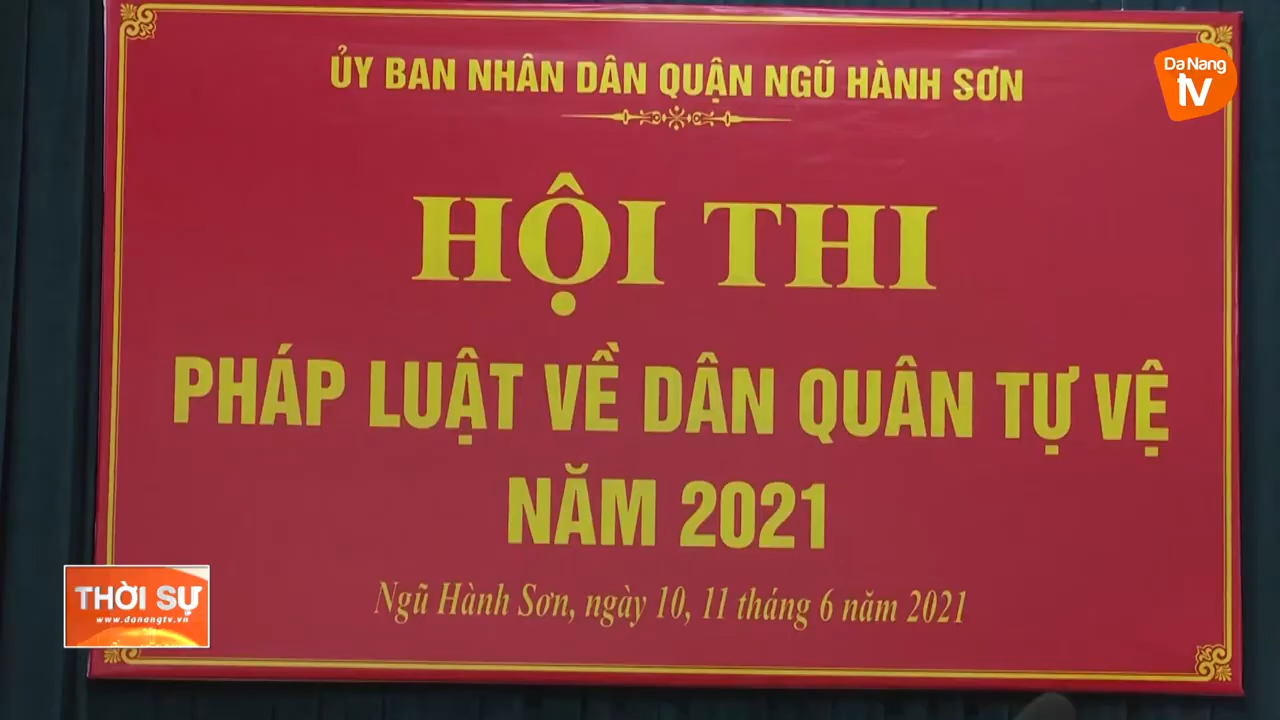 ỦY BAN NHÂN DÂN QUẬN NGŨ HÀNH SƠN
Da Nang
tv
HỘI THI
PHÁP LUẬT VỀ DÂN QUÂN TỰ VỆ
NĂM 2021
Ngũ Hành Sơn, ngày 10, 11 tháng 6 năm 2021
THỜI SỰ
www.danangtv.vn